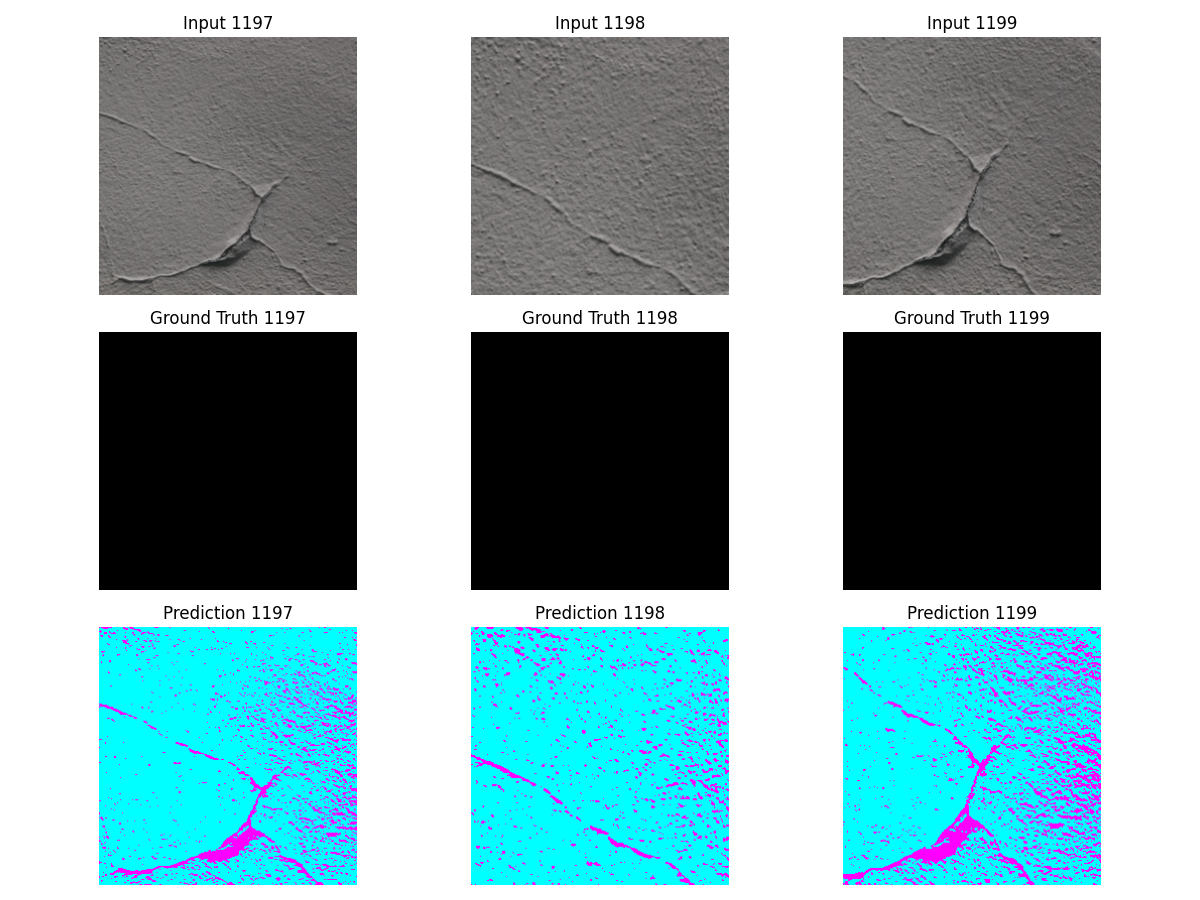 Input 1197
Input 1198
Input 1199
Ground Truth 1197
Ground Truth 1198
Ground Truth 1199
Prediction 1197
Prediction 1198
Prediction 1199